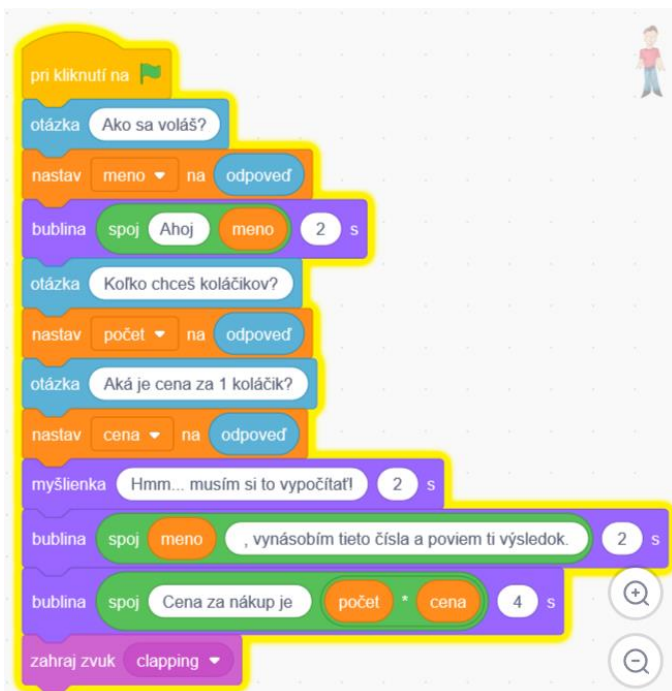 pri kliknutí na
otázka Ako sa voláš?
nastav meno na odpoveď
bublina spoj Ahoj meno 2 s
otázka Koľko chceš koláčikov?
nastav počet na odpoveď
otázka Aká je cena za 1 koláčik?
nastav cena na odpoveď
myšlienka Hmm... musím si to vypočítať! 2 s
bublina spoj meno , vynásobím tieto čísla a poviem ti výsledok. 2 s
bublina spoj Cena za nákup je počet * cena 4 s
zahraj zvuk clapping